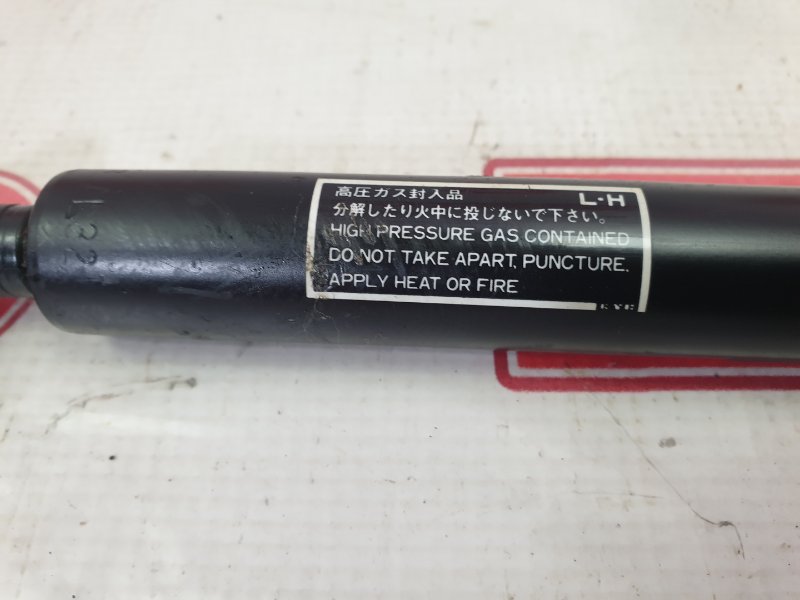 高圧ガス封入品 L·H
分解したり火中に投じないで下さい。
HIGH PRESSURE GAS CONTAINED
DO NOT TAKE APART, PUNCTURE,
APPLY HEAT OR FIRE